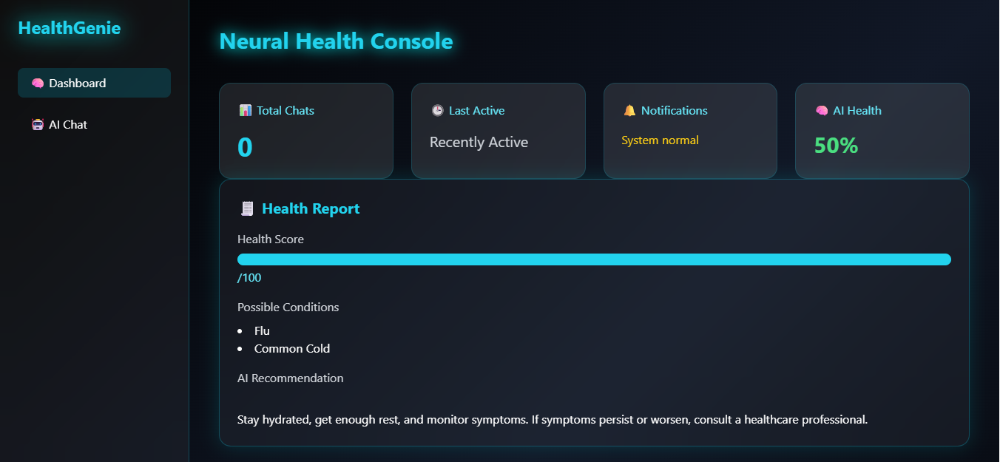 HealthGenie
Dashboard
AI Chat
Neural Health Console
Total Chats
0
Last Active
Recently Active
Notifications
System normal
AI Health
50%
Health Report
Health Score
/100
Possible Conditions
• Flu
• Common Cold
AI Recommendation
Stay hydrated, get enough rest, and monitor symptoms. If symptoms persist or worsen, consult a healthcare professional.